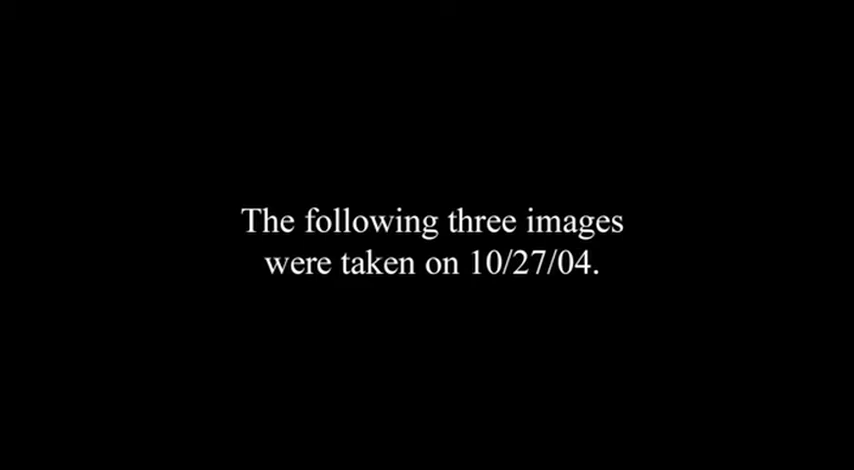 The following three images
were taken on 10/27/04.